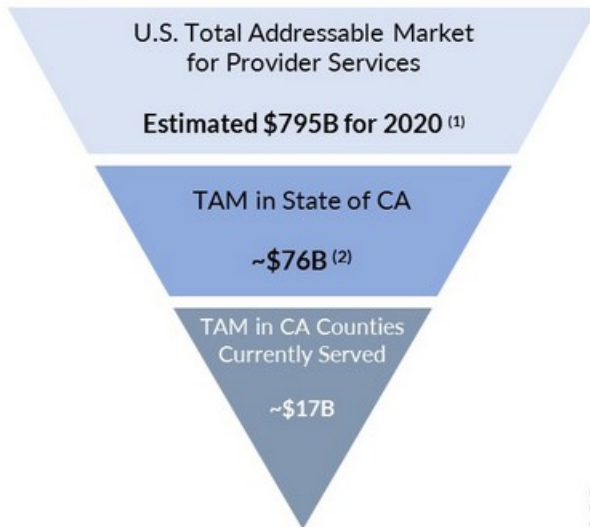 U.S. Total Addressable Market
for Provider Services
Estimated $795B for 2020 (1)
TAM in State of CA
~$76B (2)
TAM in CA Counties
Currently Served
~$17B